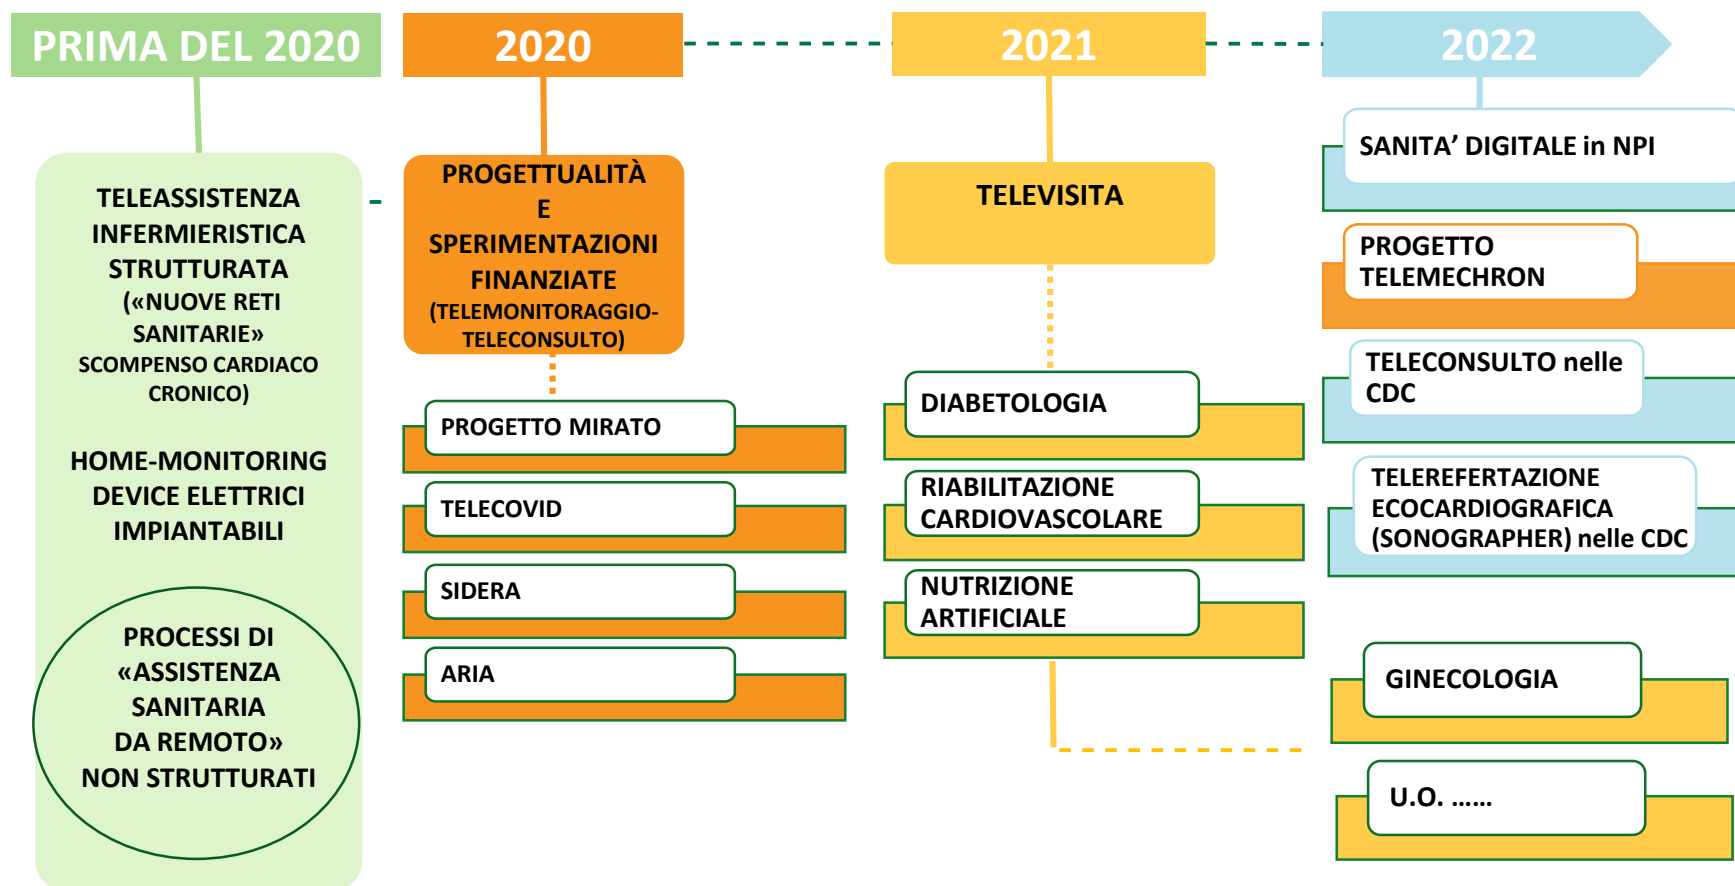 PRIMA DEL 2020
2020
2021
2022
TELEASSISTENZA
INFERMIERISTICA
STRUTTURATA
(«NUOVE RETI
SANITARIE»
SCOMPENSO CARDIACO
CRONICO)
HOME-MONITORING
DEVICE ELETTRICI
IMPIANTABILI
PROCESSI DI
«ASSISTENZA
SANITARIA
DA REMOTO»
NON STRUTTURATI
PROGETTUALITÀ
E
SPERIMENTAZIONI
FINANZIATE
(TELEMONITORAGGIO-
TELECONSULTO)
PROGETTO MIRATO
TELECOVID
SIDERA
ARIA
TELEVISITA
DIABETOLOGIA
RIABILITAZIONE
CARDIOVASCOLARE
NUTRIZIONE
ARTIFICIALE
SANITA’ DIGITALE in NPI
PROGETTO
TELEMECHRON
TELECONSULTO nelle
CDC
TELEREFERTAZIONE
ECOCARDIOGRAFICA
(SONOGRAPHER) nelle CDC
GINECOLOGIA
U.O. ......